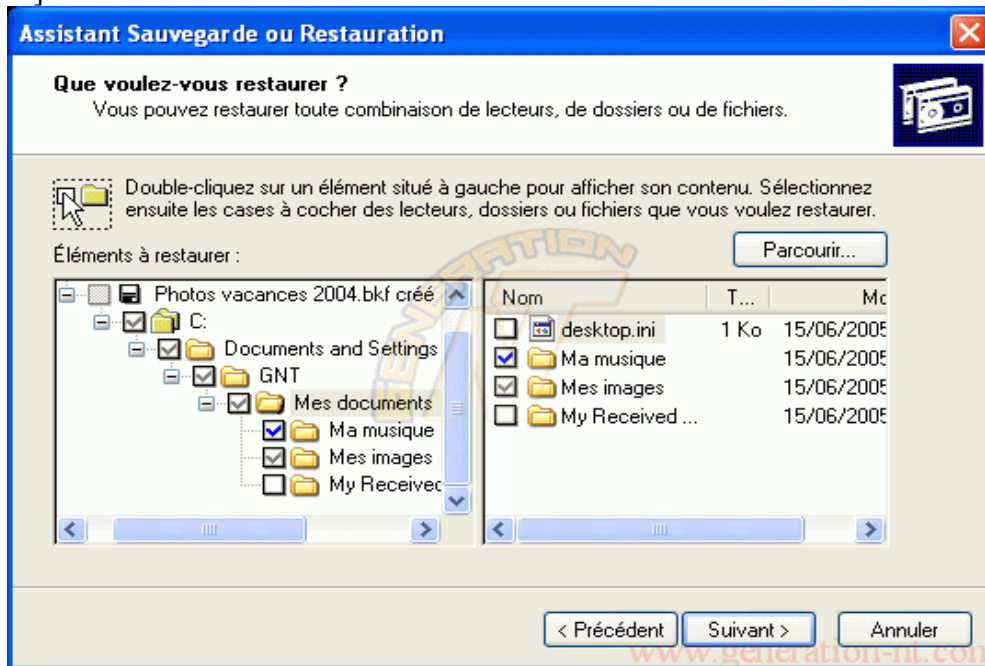 Assistant Sauvegarde ou Restauration
Que voulez-vous restaurer ?
Vous pouvez restaurer toute combinaison de lecteurs, de dossiers ou de fichiers.
Double-cliquez sur un élément situé à gauche pour afficher son contenu. Sélectionnez
ensuite les cases à cocher des lecteurs, dossiers ou fichiers que vous voulez restaurer.
Éléments à restaurer :
Parcourir...
Photos vacances 2004.bkf créé
C:
Documents and Settings
GNT
Mes documents
Ma musique
Mes images
My Received
Nom T... Mo
desktop.ini 1 Ko 15/06/2005
Ma musique 15/06/2005
Mes images 15/06/2005
My Received ... 15/06/2005
GENERATION NT
< Précédent Suivant > Annuler
www.generation-nt.com